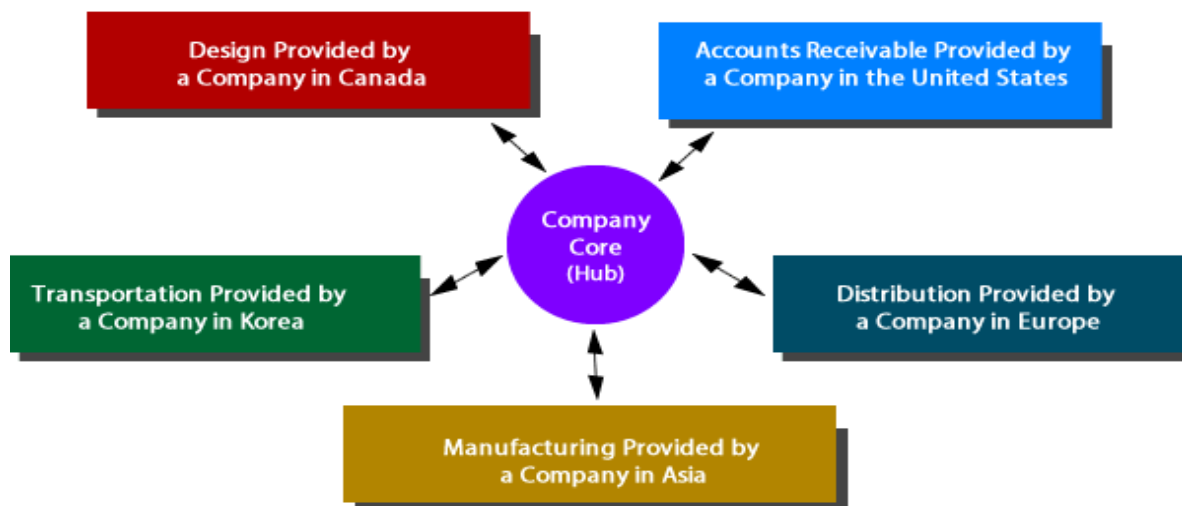 Design Provided by
a Company in Canada
Accounts Receivable Provided by
a Company in the United States
Company
Core
(Hub)
Transportation Provided by
a Company in Korea
Distribution Provided by
a Company in Europe
Manufacturing Provided by
a Company in Asia